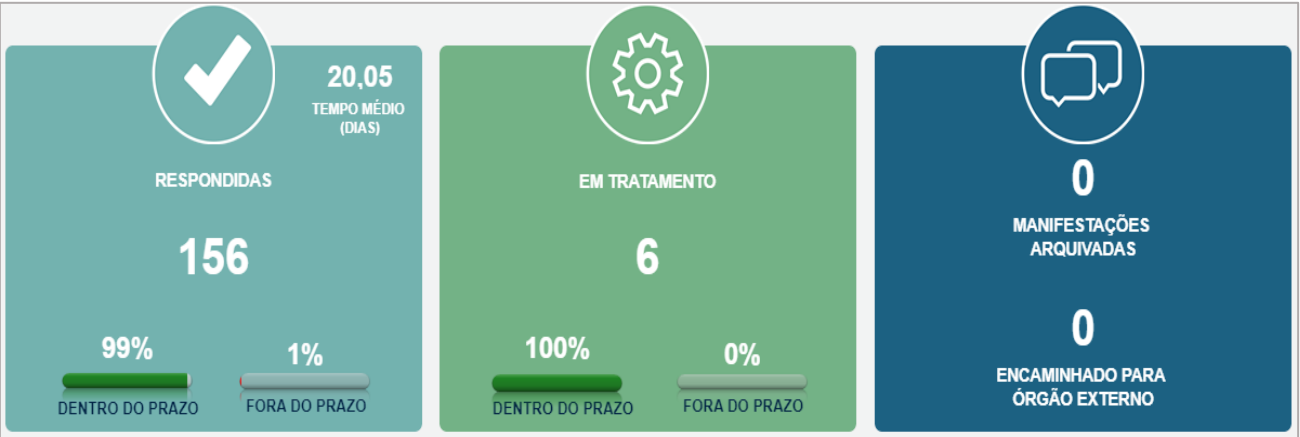 20,05
TEMPO MÉDIO
(DIAS)
RESPONDIDAS
156
99%
1%
DENTRO DO PRAZO
FORA DO PRAZO
EM TRATAMENTO
6
100%
0%
DENTRO DO PRAZO
FORA DO PRAZO
0
MANIFESTAÇÕES
ARQUIVADAS
0
ENCAMINHADO PARA
ÓRGÃO EXTERNO